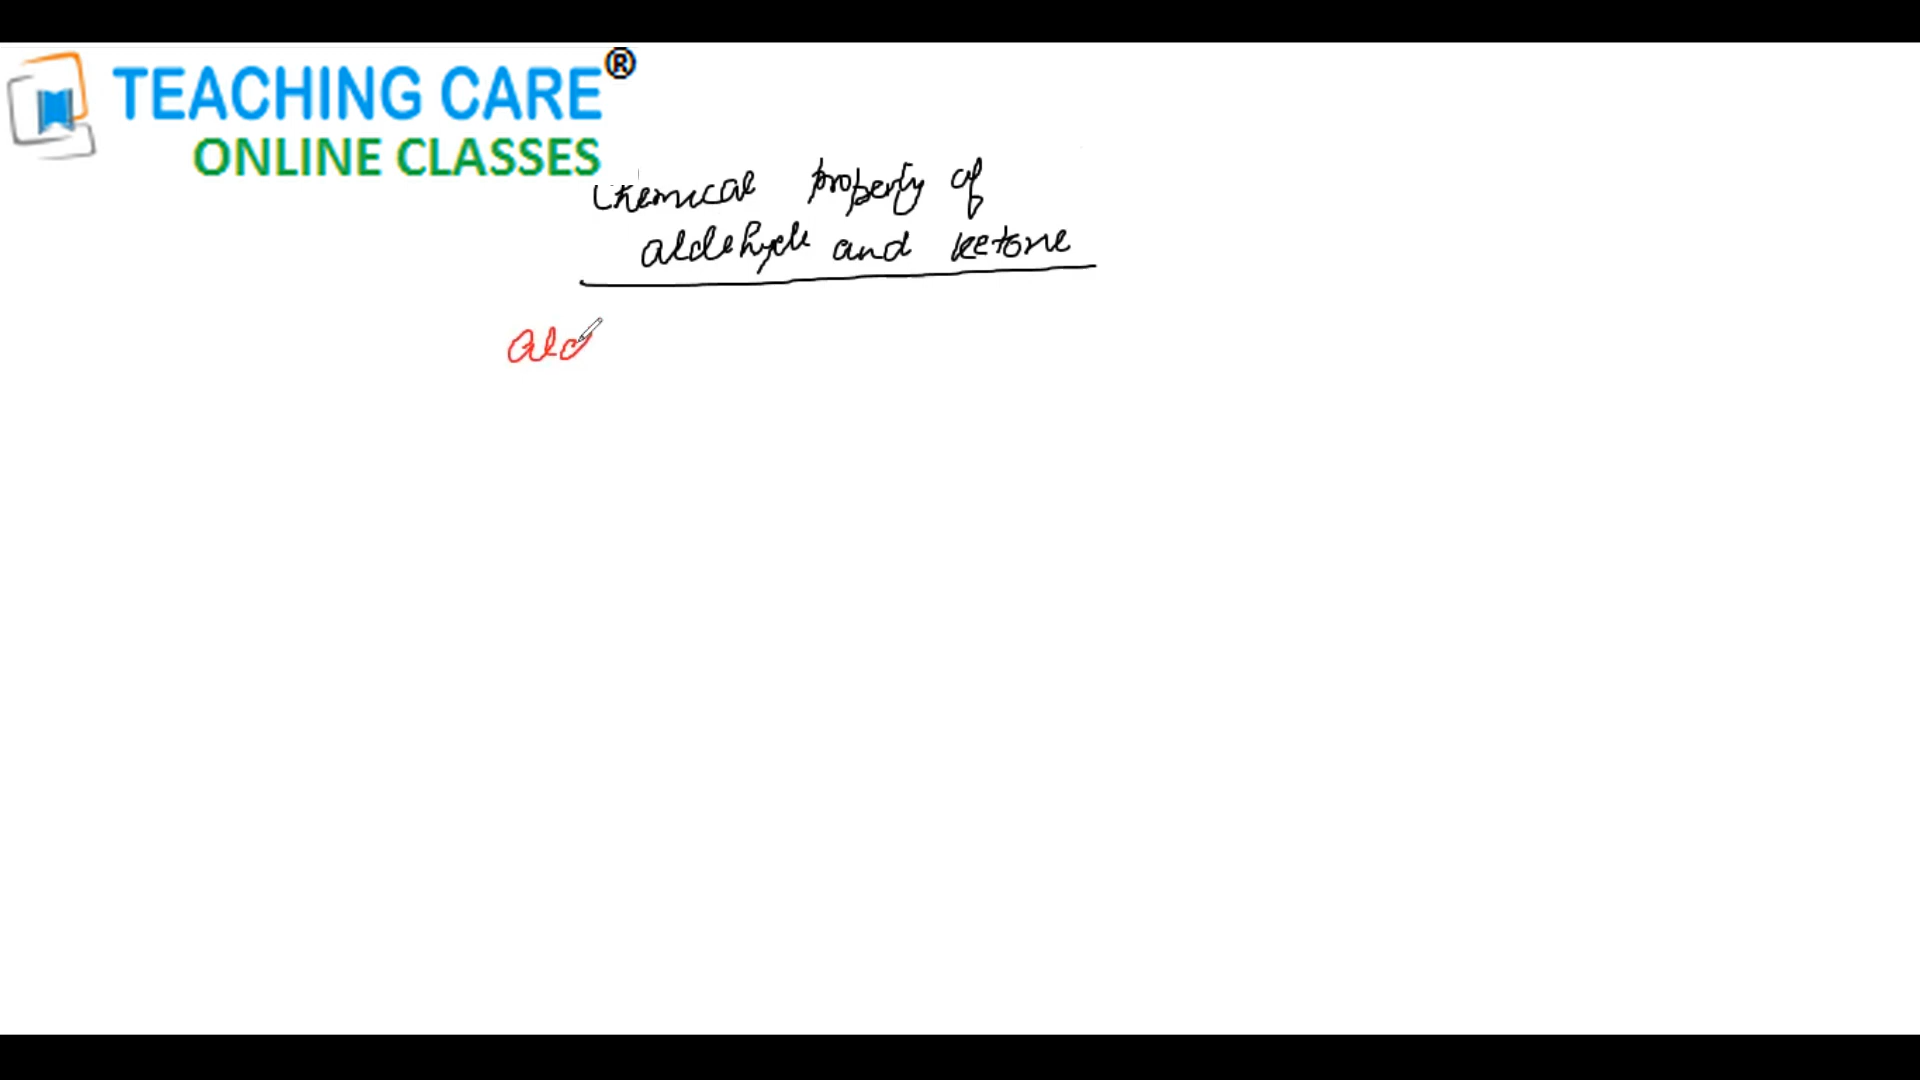 TEACHING CARE®
ONLINE CLASSES
Chemical property of
aldehyde and ketone
ald